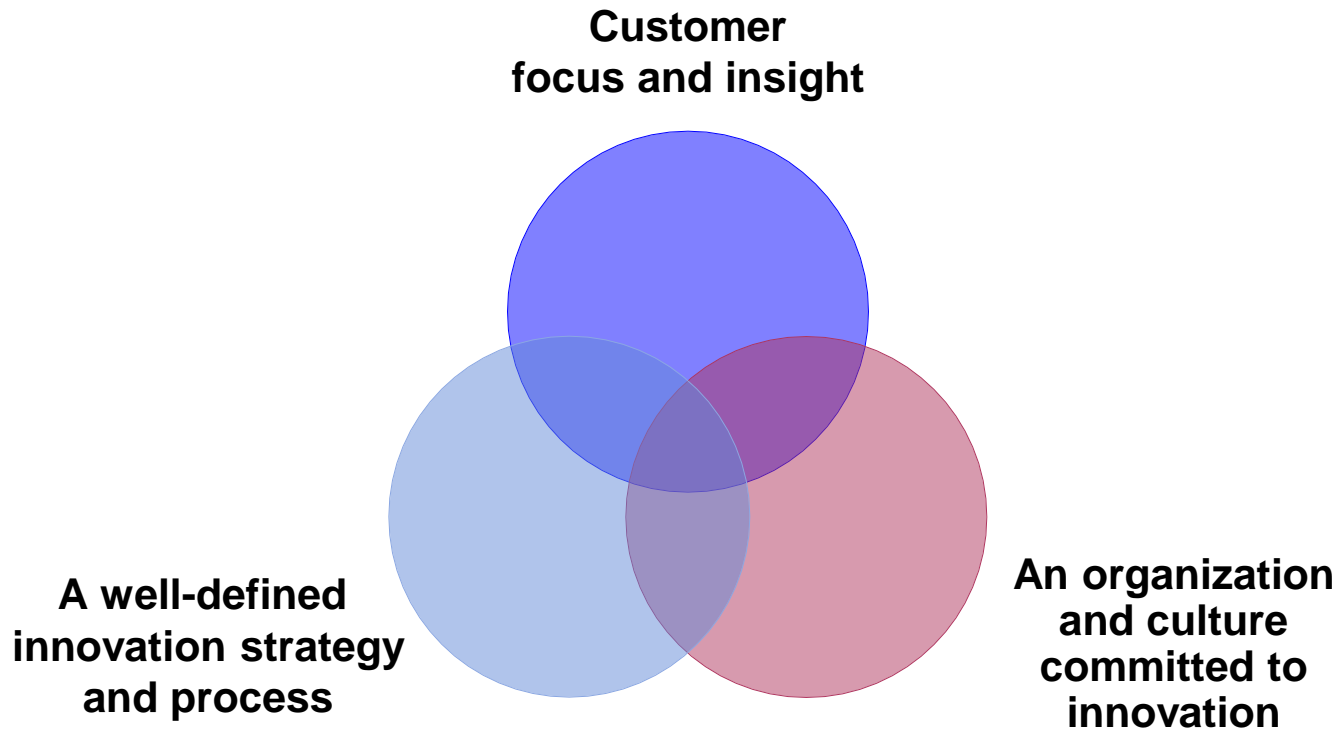 Customer
focus and insight
A well-defined
innovation strategy
and process
An organization
and culture
committed to
innovation